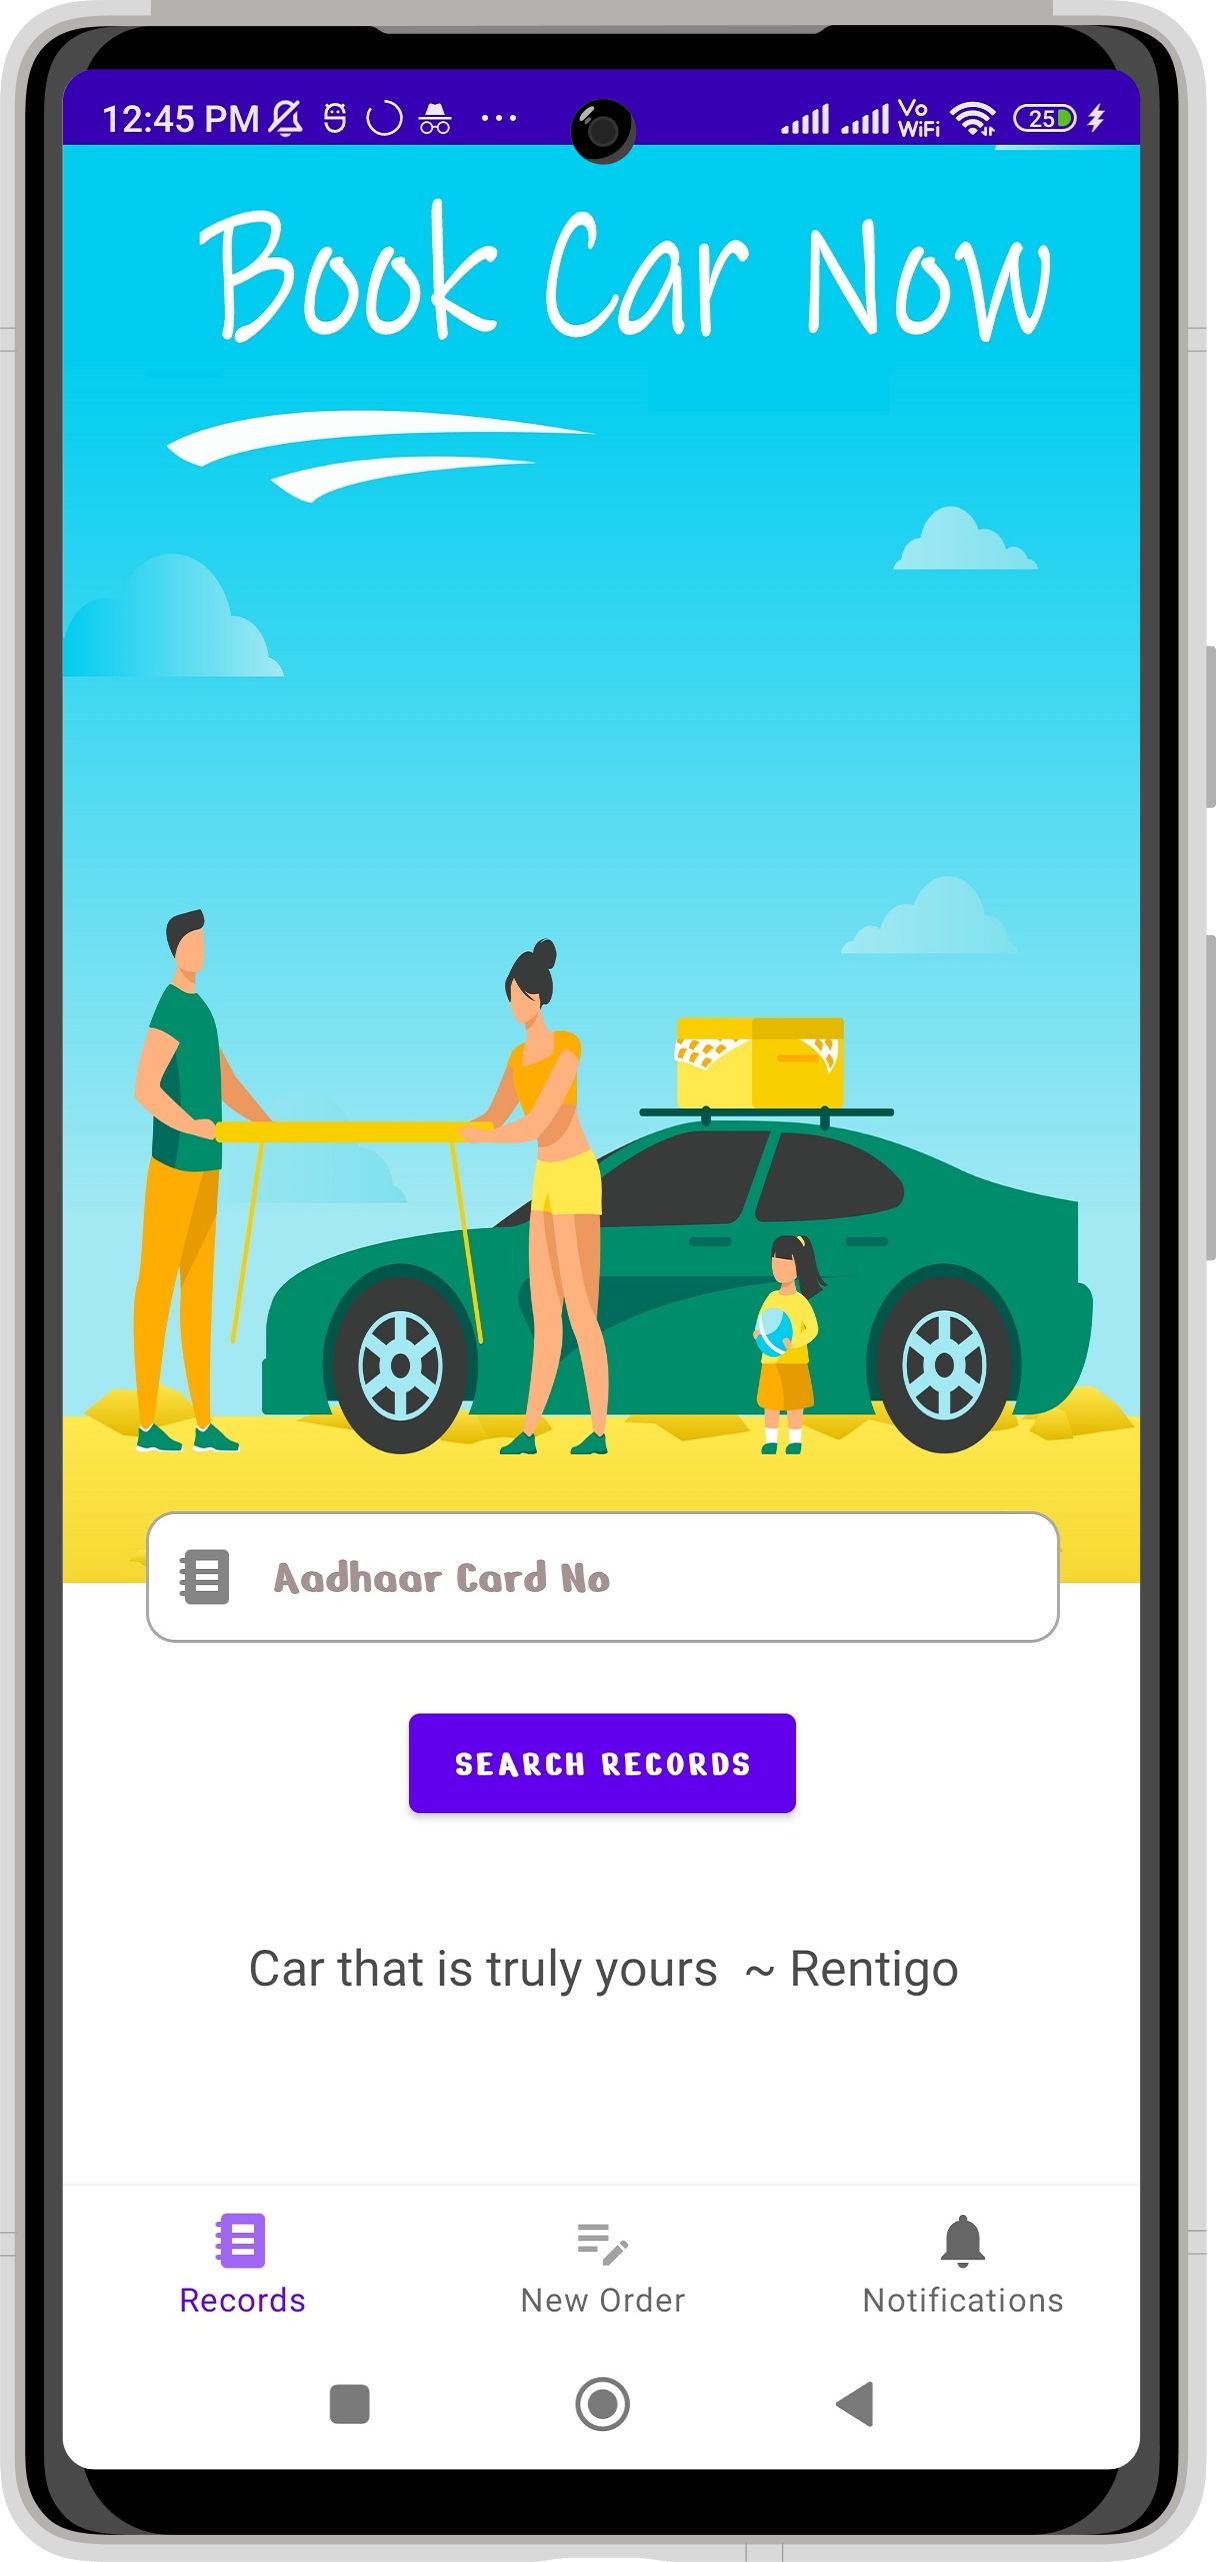 12:45 PM
Vo
WiFi
25
Book Car Now
Aadhaar Card No
SEARCH RECORDS
Car that is truly yours ~ Rentigo
Records
New Order
Notifications